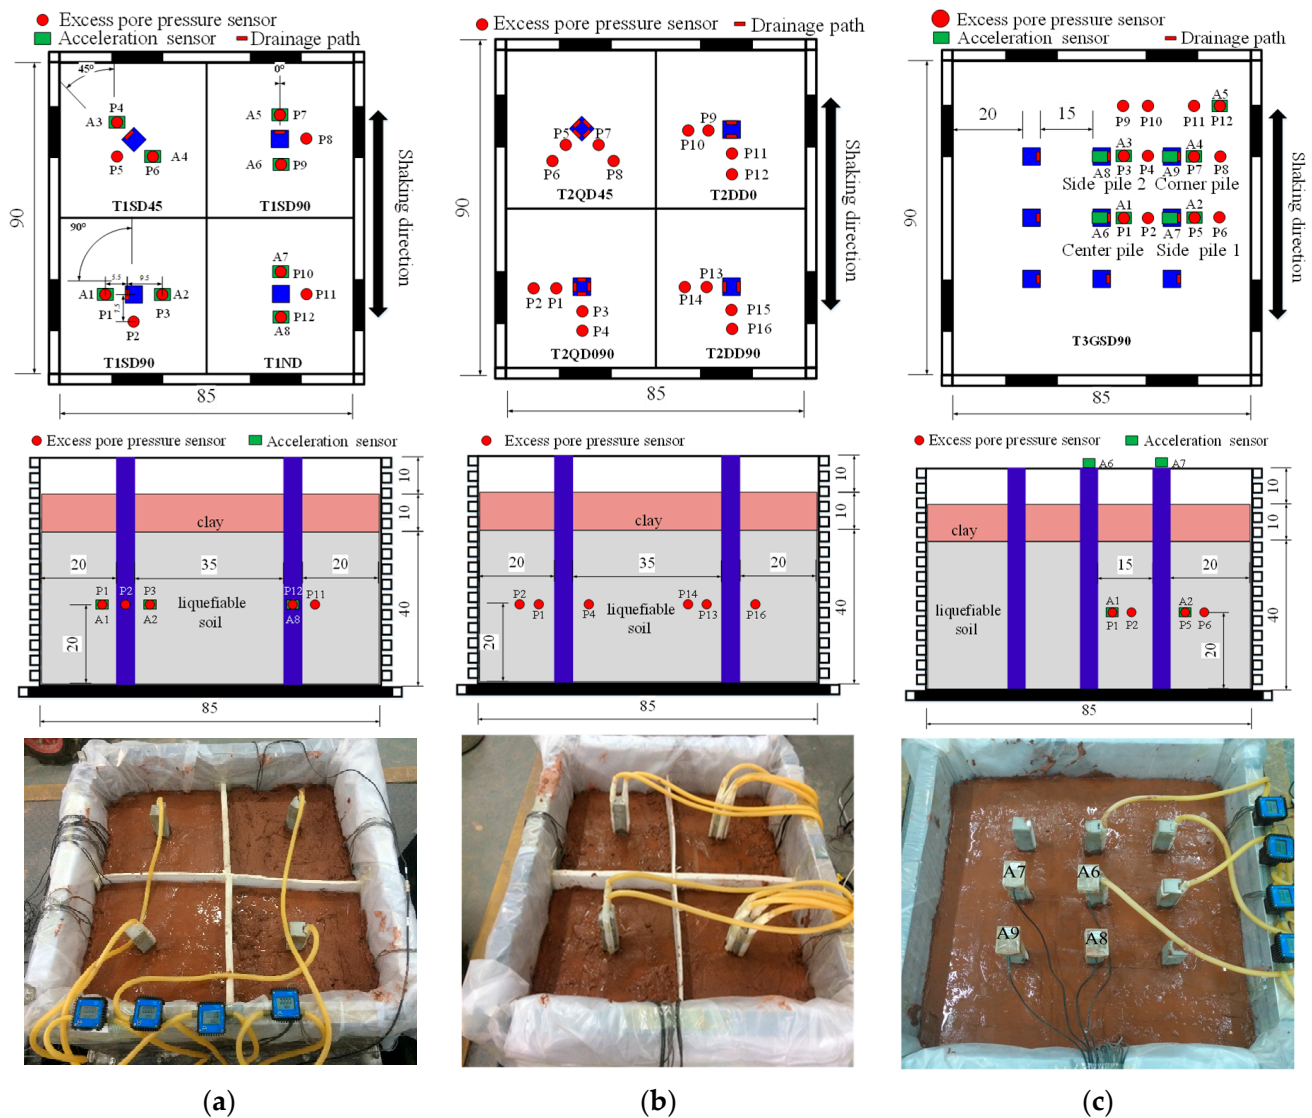 Excess pore pressure sensor
Acceleration sensor
Drainage path
45°
0°
P4
A3
P5
P6
A4
T1SD45
A5
P7
P8
A6
P9
T1SD90
90°
5.5
9.5
7.5
A1
P1
P2
A2
P3
T1SD90
A7
P10
P11
P12
A8
T1ND
90
85
Shaking direction
Excess pore pressure sensor
Drainage path
P5
P7
P6
P8
T2QD45
P9
P10
P11
P12
T2DD0
P2
P1
P3
P4
T2QD090
P13
P14
P15
P16
T2DD90
90
85
Shaking direction
Excess pore pressure sensor
Acceleration sensor
Drainage path
20
15
P9
P10
P11
A5
P12
A8
A3
P3
P4
A9
A4
P7
P8
Side pile 2
Corner pile
A6
A1
P1
P2
A7
A2
P5
P6
Center pile
Side pile 1
T3GSD90
90
85
Shaking direction
Excess pore pressure sensor
Acceleration sensor
10
10
40
clay
20
35
20
P1
P2
P3
A1
A2
P12
P11
A8
liquefiable
soil
20
85
Excess pore pressure sensor
10
10
40
clay
20
35
20
P2
P1
P4
P14
P13
P16
liquefiable
soil
20
85
Excess pore pressure sensor
Acceleration sensor
A6
A7
10
10
40
clay
15
20
liquefiable
soil
A1
P1
P2
A2
P5
P6
20
85
A7
A6
A9
A8
(a)
(b)
(c)